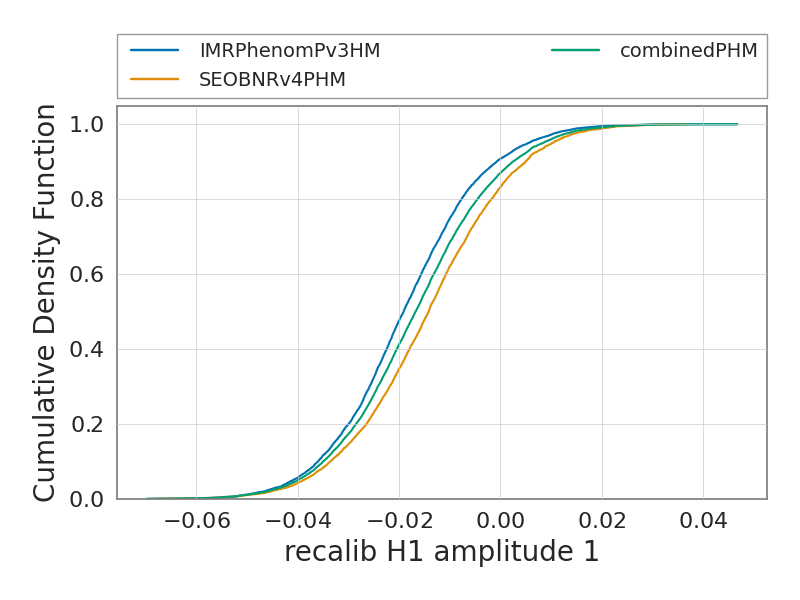 IMRPhenomPv3HM
SEOBNRv4PHM
combinedPHM
Cumulative Density Function
1.0
0.8
0.6
0.4
0.2
0.0
−0.06 −0.04 −0.02 0.00 0.02 0.04
recalib H1 amplitude 1